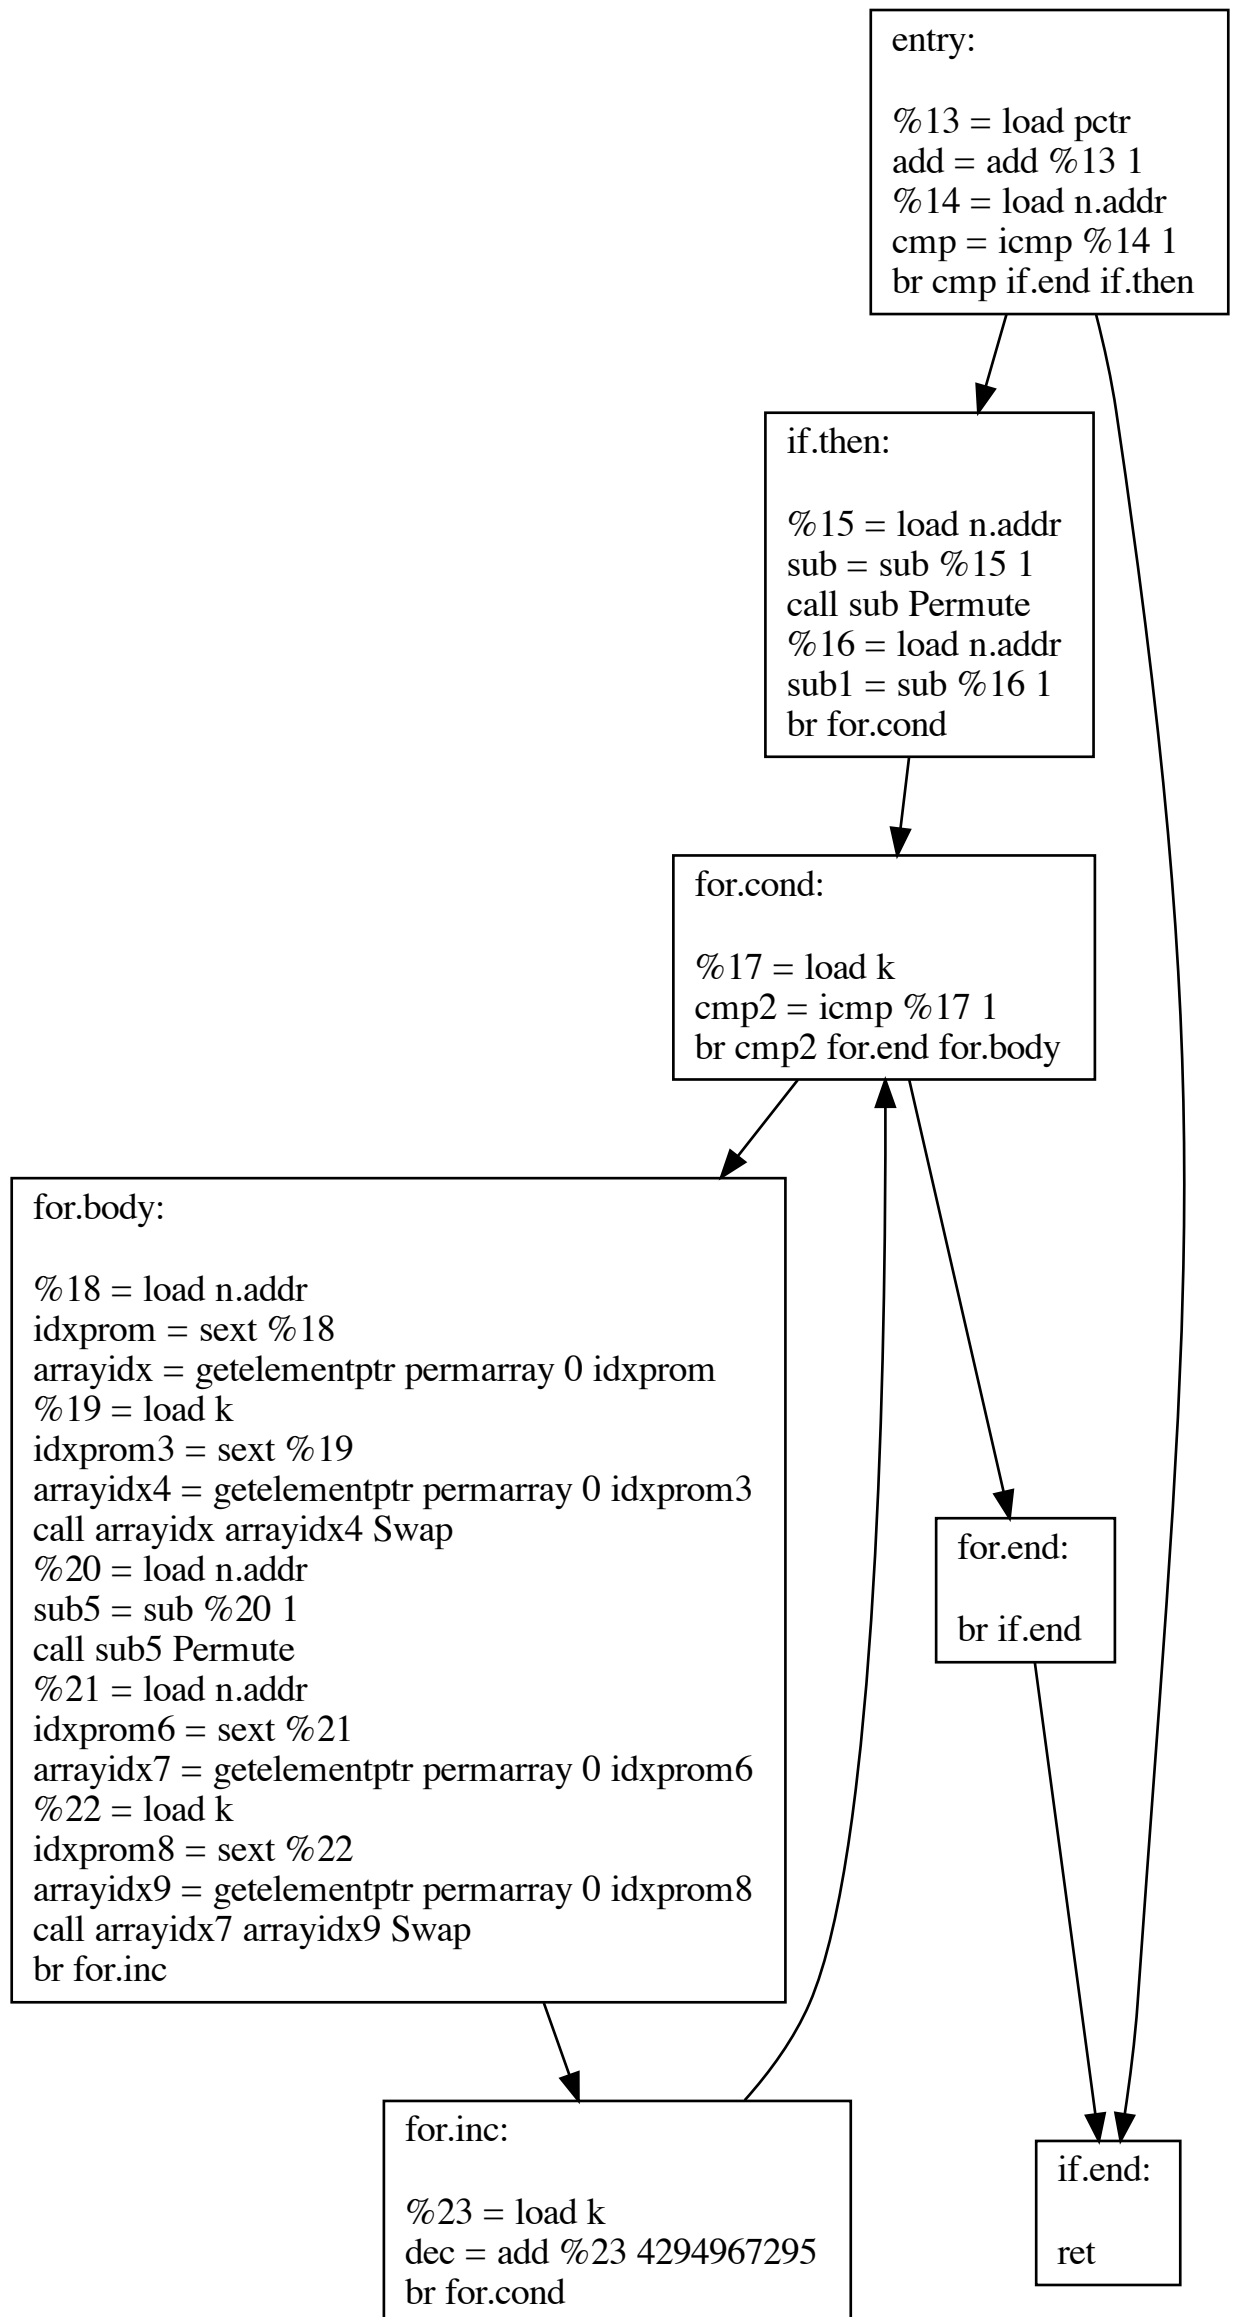 entry:
%13 = load pctr
add = add %13 1
%14 = load n.addr
cmp = icmp %14 1
br cmp if.end if.then
if.then:
%15 = load n.addr
sub = sub %15 1
call sub Permute
%16 = load n.addr
sub1 = sub %16 1
br for.cond
for.cond:
%17 = load k
cmp2 = icmp %17 1
br cmp2 for.end for.body
for.body:
%18 = load n.addr
idxprom = sext %18
arrayidx = getelementptr permarray 0 idxprom
%19 = load k
idxprom3 = sext %19
arrayidx4 = getelementptr permarray 0 idxprom3
call arrayidx arrayidx4 Swap
%20 = load n.addr
sub5 = sub %20 1
call sub5 Permute
%21 = load n.addr
idxprom6 = sext %21
arrayidx7 = getelementptr permarray 0 idxprom6
%22 = load k
idxprom8 = sext %22
arrayidx9 = getelementptr permarray 0 idxprom8
call arrayidx7 arrayidx9 Swap
br for.inc
for.end:
br if.end
for.inc:
%23 = load k
dec = add %23 4294967295
br for.cond
if.end:
ret